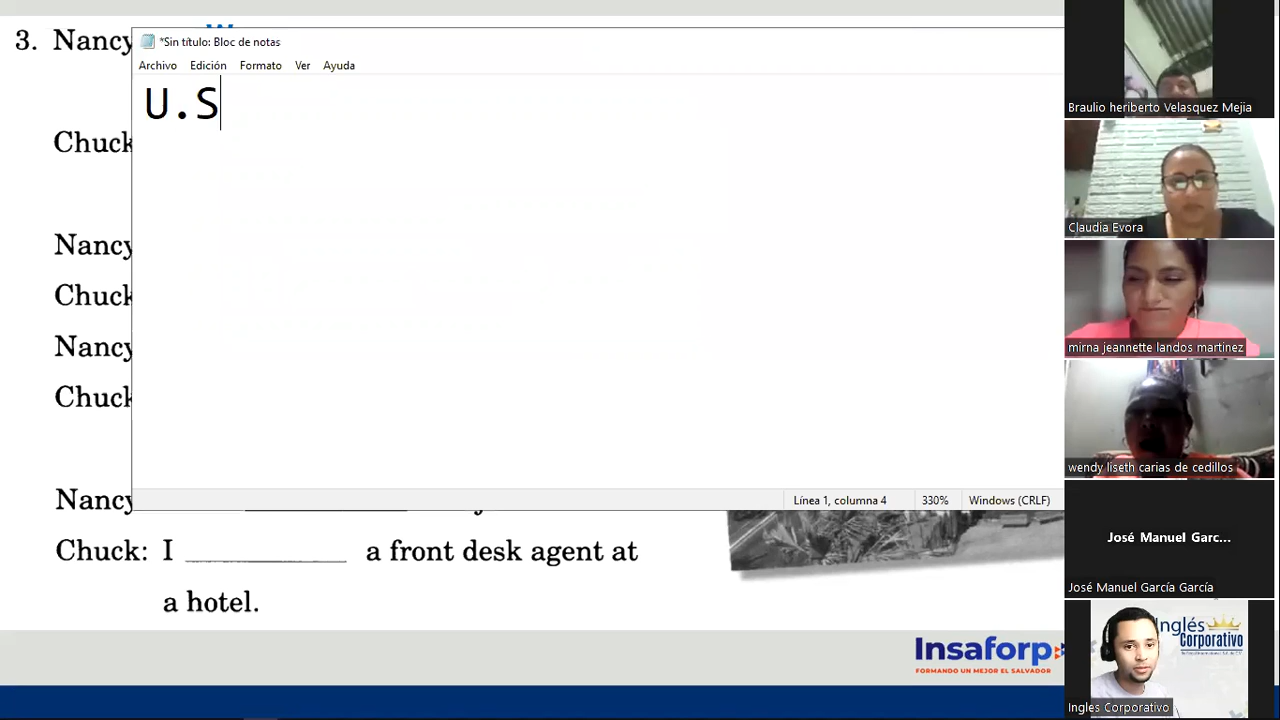 3. Nancy
*Sin título: Bloc de notas
Archivo Edición Formato Ver Ayuda
U.S
Chuck
Nancy
Chuck
Nancy
Chuck
Línea 1, columna 4 330% Windows (CRLF)
Nancy
Chuck: I __________ a front desk agent at
a hotel.
Insaforp
FORMANDO UN MEJOR EL SALVADOR
Braulio heriberto Velasquez Mejia
Claudia Evora
mirna jeannette landos martinez
wendy liseth carias de cedillos
José Manuel Garc...
José Manuel García García
Inglés
Corporativo
Ingles Corporativo